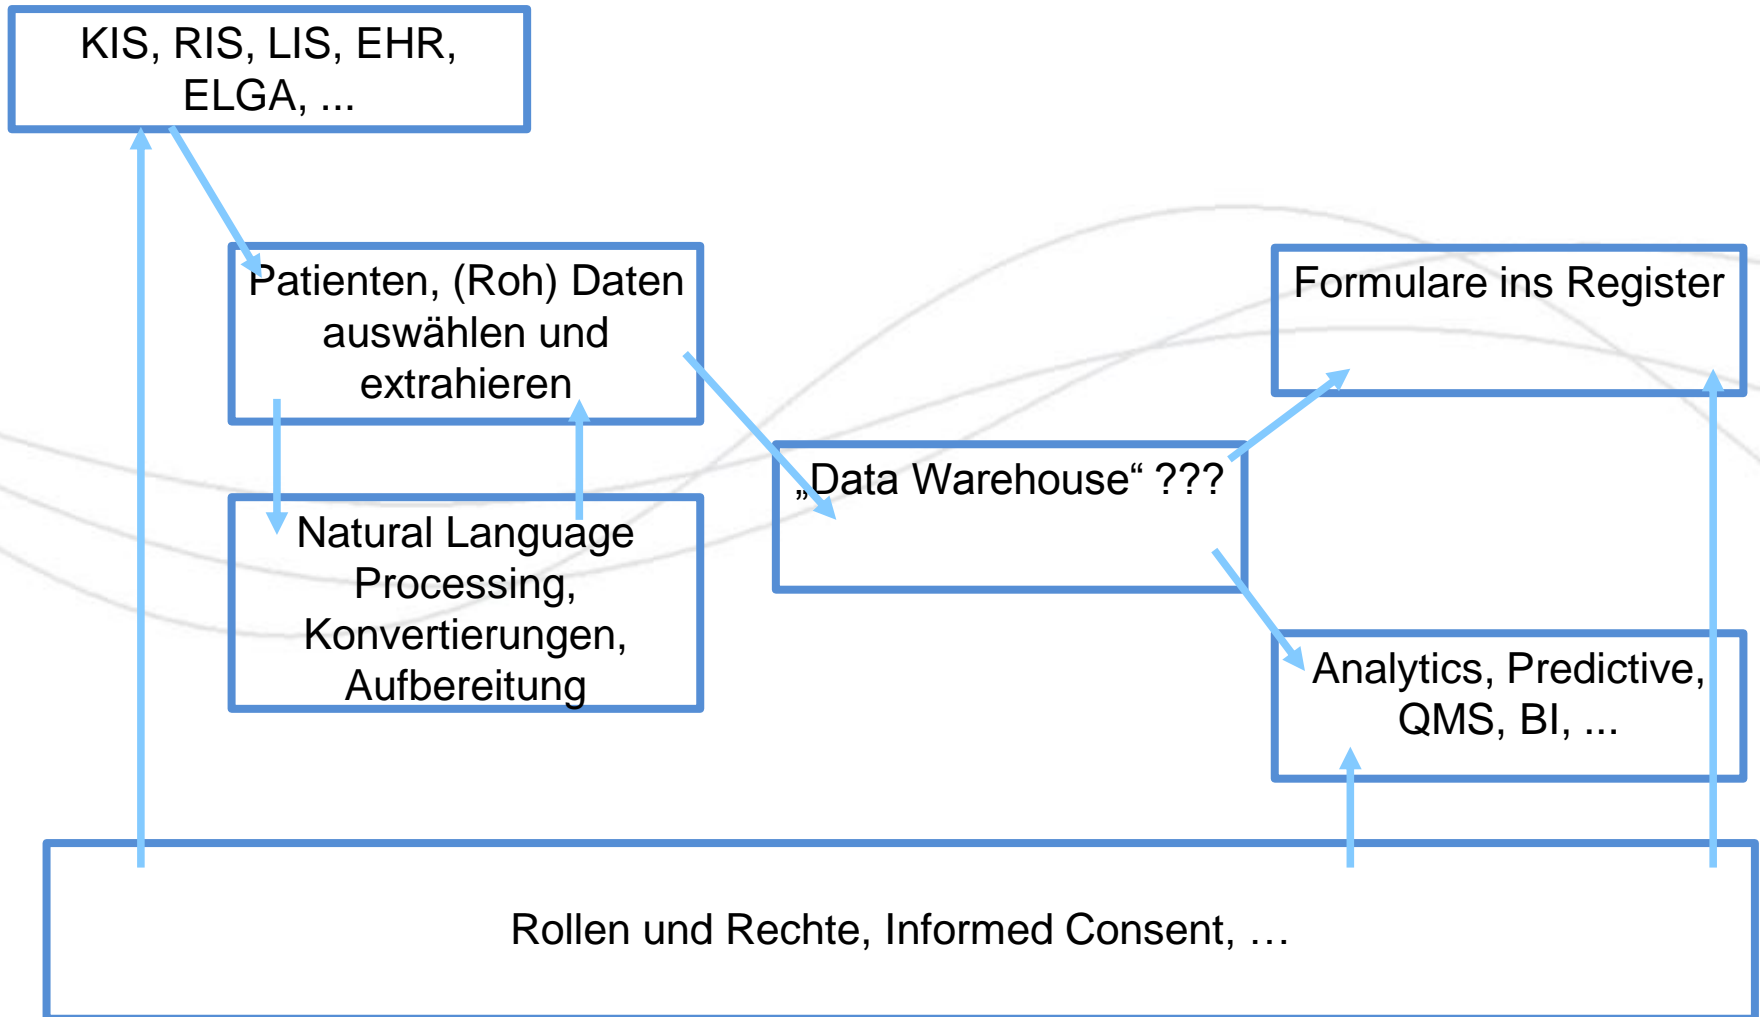 KIS, RIS, LIS, EHR,
ELGA, ...
Patienten, (Roh) Daten
auswählen und
extrahieren
Formulare ins Register
„Data Warehouse“ ???
Natural Language
Processing,
Konvertierungen,
Aufbereitung
Analytics, Predictive,
QMS, BI, ...
Rollen und Rechte, Informed Consent, …